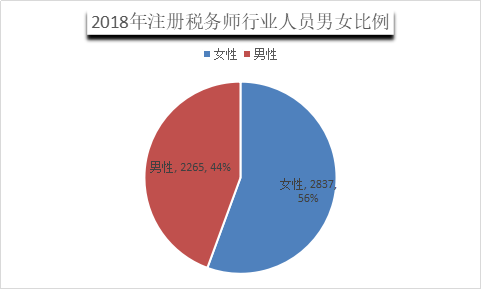 2018年注册税务师行业人员男女比例
女性 男性
男性, 2265, 44%
女性, 2837,
56%